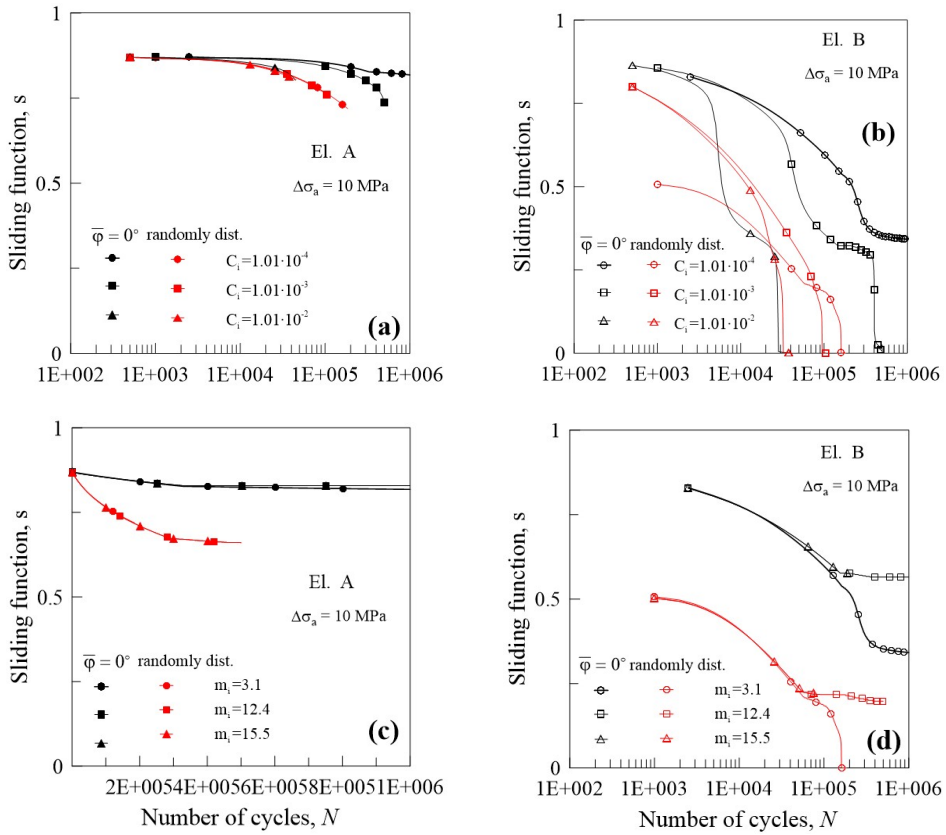 (a)
1
El. A
Δσa = 10 MPa
0.5
Sliding function, s
φ̅ = 0° randomly dist.
Ci=1.01·10-4
Ci=1.01·10-3
Ci=1.01·10-2
0
1E+002 1E+003 1E+004 1E+005 1E+006
1
El. B
Δσa = 10 MPa
(b)
0.5
Sliding function, s
φ̅ = 0° randomly dist.
Ci=1.01·10-4
Ci=1.01·10-3
Ci=1.01·10-2
0
1E+002 1E+003 1E+004 1E+005 1E+006
1
0.5
El. A
Δσa = 10 MPa
Sliding function, s
φ̅ = 0° randomly dist.
mi=3.1
mi=12.4
mi=15.5
(c)
0
2E+0054E+0056E+0058E+0051E+006
Number of cycles, N
1
El. B
Δσa = 10 MPa
0.5
Sliding function, s
φ̅ = 0° randomly dist.
mi=3.1
mi=12.4
mi=15.5
(d)
0
1E+002 1E+003 1E+004 1E+005 1E+006
Number of cycles, N